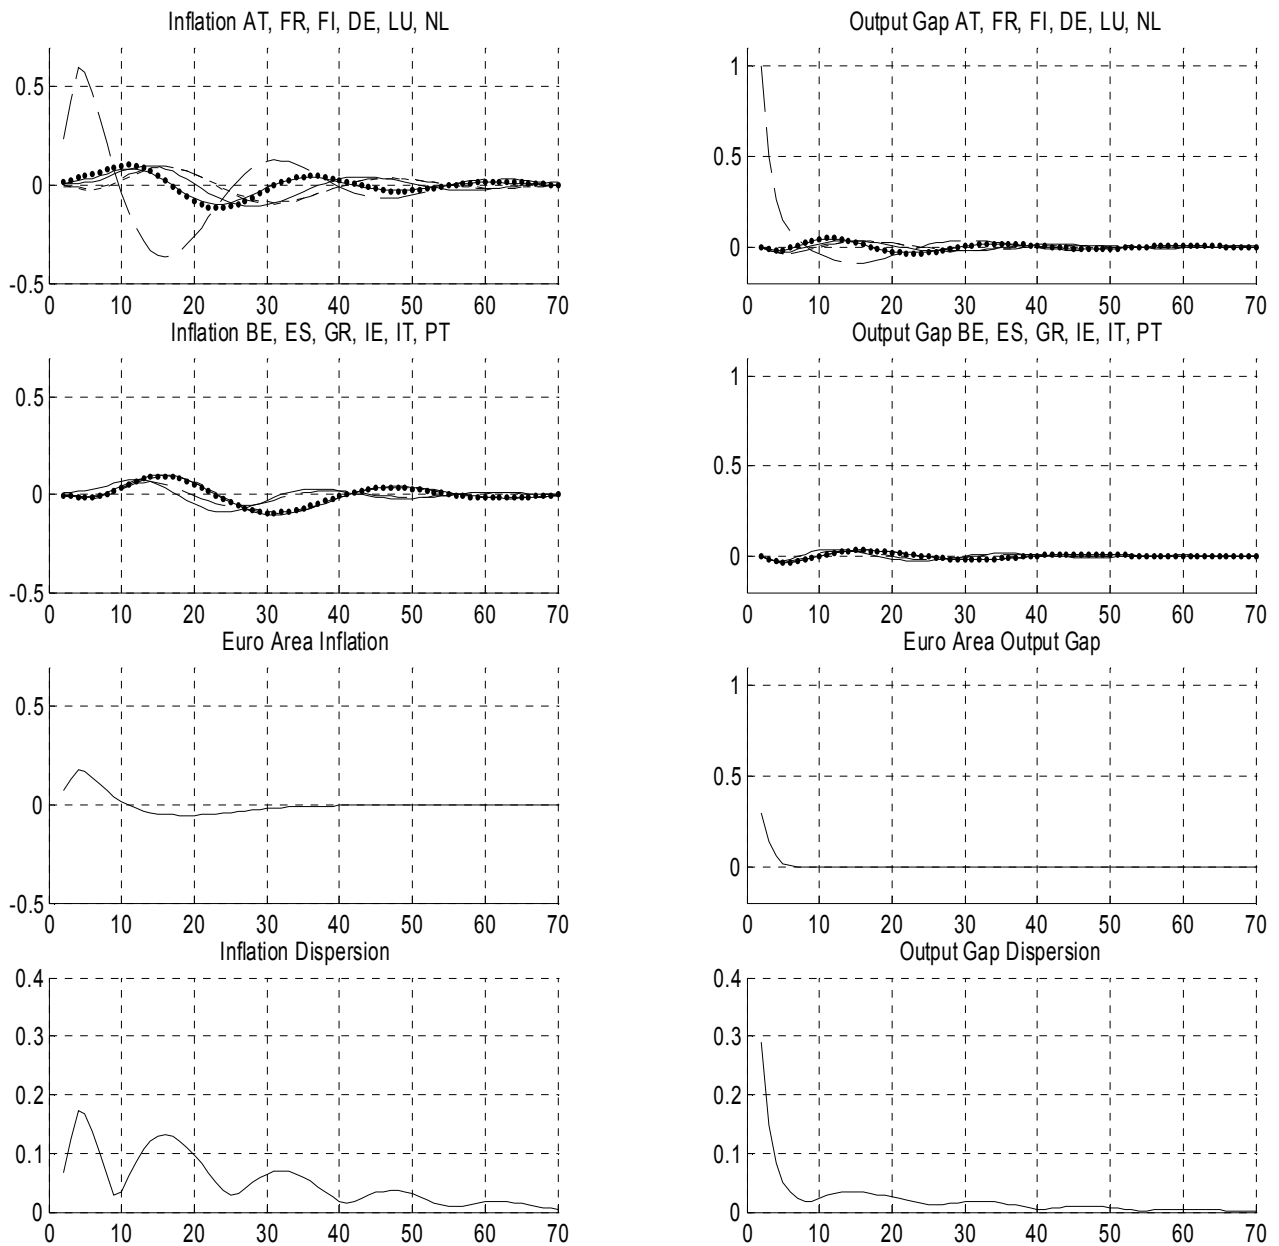 Inflation AT, FR, FI, DE, LU, NL
0.5
0
-0.5
0 10 20 30 40 50 60 70
Output Gap AT, FR, FI, DE, LU, NL
1
0.5
0
0 10 20 30 40 50 60 70
Inflation BE, ES, GR, IE, IT, PT
0.5
0
-0.5
0 10 20 30 40 50 60 70
Output Gap BE, ES, GR, IE, IT, PT
1
0.5
0
0 10 20 30 40 50 60 70
Euro Area Inflation
0.5
0
-0.5
0 10 20 30 40 50 60 70
Euro Area Output Gap
1
0.5
0
0 10 20 30 40 50 60 70
Inflation Dispersion
0.4
0.3
0.2
0.1
0
0 10 20 30 40 50 60 70
Output Gap Dispersion
0.4
0.3
0.2
0.1
0
0 10 20 30 40 50 60 70